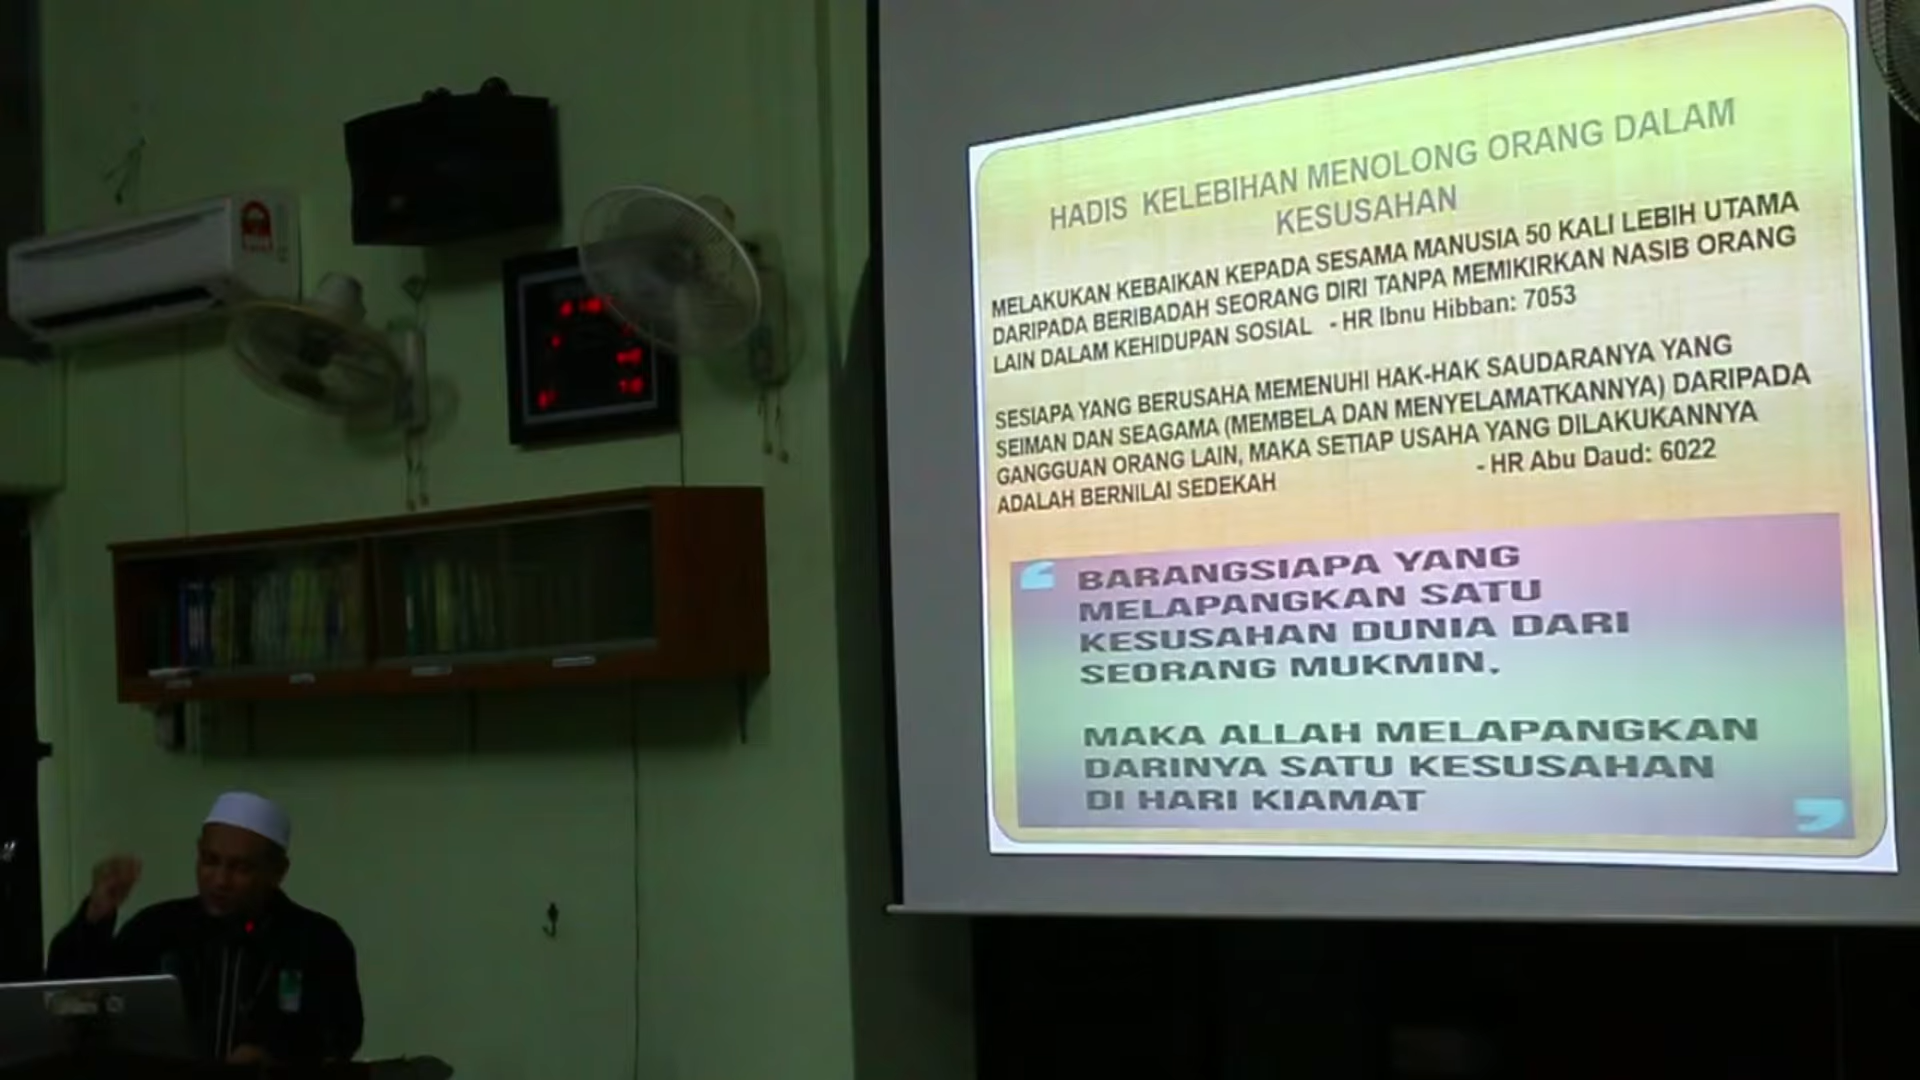 HADIS KELEBIHAN MENOLONG ORANG DALAM
KESUSAHAN
MELAKUKAN KEBAIKAN KEPADA SESAMA MANUSIA 50 KALI LEBIH UTAMA
DARIPADA BERIBADAH SEORANG DIRI TANPA MEMIKIRKAN NASIB ORANG
LAIN DALAM KEHIDUPAN SOSIAL - HR Ibnu Hibban: 7053
SESIAPA YANG BERUSAHA MEMENUHI HAK-HAK SAUDARANYA YANG
SEIMAN DAN SEAGAMA (MEMBELA DAN MENYELAMATKANNYA) DARIPADA
GANGGUAN ORANG LAIN, MAKA SETIAP USAHA YANG DILAKUKANNYA
ADALAH BERNILAI SEDEKAH - HR Abu Daud: 6022
BARANGSIAPA YANG
MELAPANGKAN SATU
KESUSAHAN DUNIA DARI
SEORANG MUKMIN.
MAKA ALLAH MELAPANGKAN
DARINYA SATU KESUSAHAN
DI HARI KIAMAT